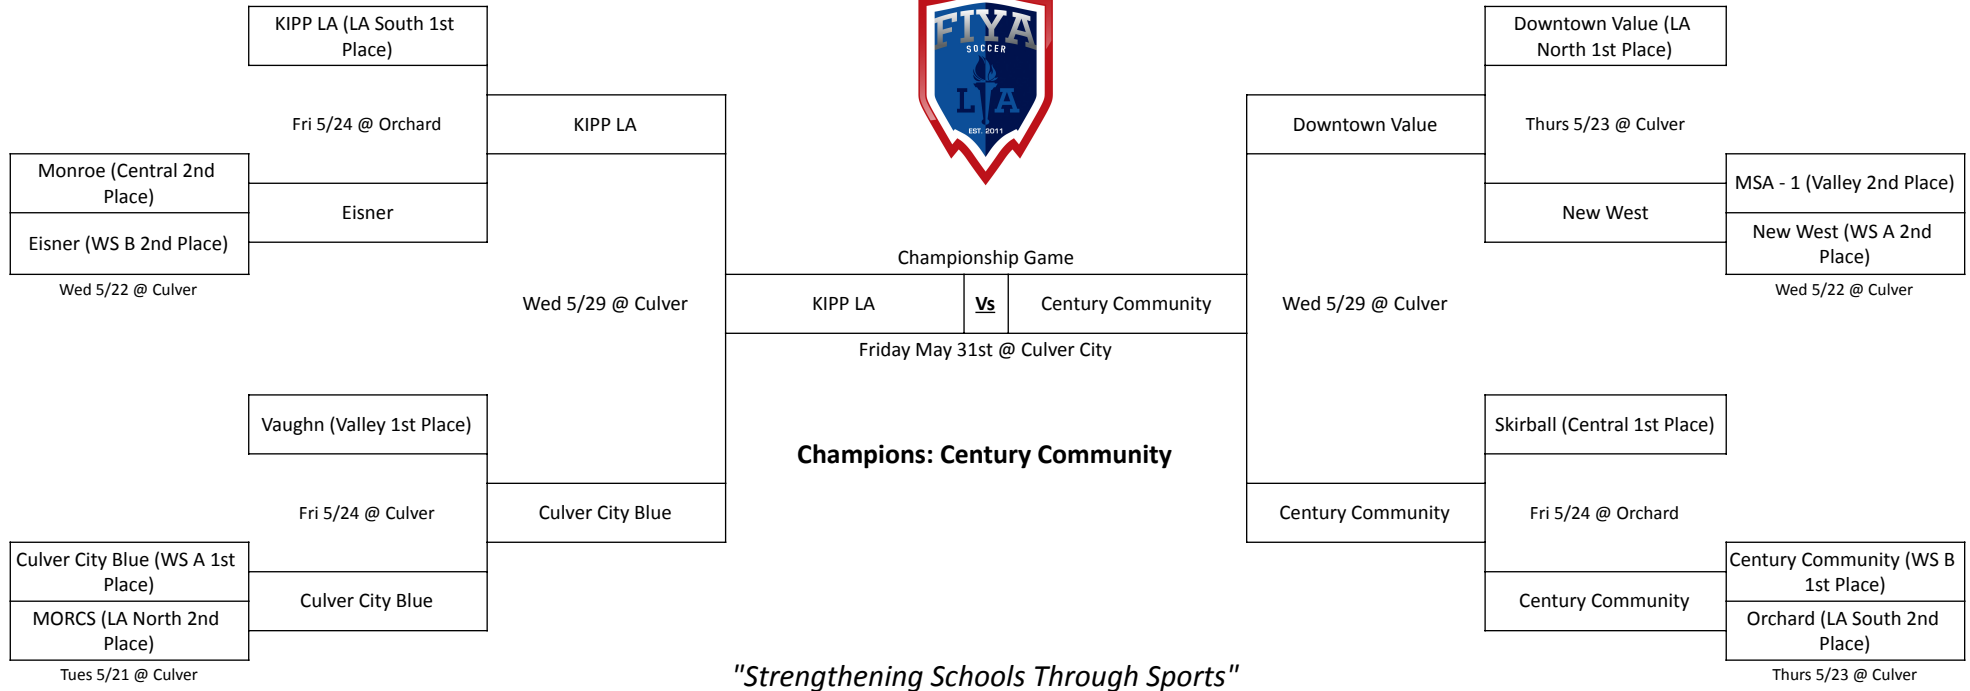 KIPP LA (LA South 1st
Place)
Fri 5/24 @ Orchard
KIPP LA
Monroe (Central 2nd
Place)
Eisner
Eisner (WS B 2nd Place)
Wed 5/22 @ Culver
Wed 5/29 @ Culver
Vaughn (Valley 1st Place)
Fri 5/24 @ Culver
Culver City Blue
Culver City Blue (WS A 1st
Place)
Culver City Blue
MORCS (LA North 2nd
Place)
Tues 5/21 @ Culver
FIYA
SOCCER
L A
EST. 2011
Championship Game
KIPP LA
Vs
Century Community
Friday May 31st @ Culver City
Champions: Century Community
"Strengthening Schools Through Sports"
Downtown Value (LA
North 1st Place)
Downtown Value
Thurs 5/23 @ Culver
MSA - 1 (Valley 2nd Place)
New West
New West (WS A 2nd
Place)
Wed 5/22 @ Culver
Wed 5/29 @ Culver
Skirball (Central 1st Place)
Century Community
Fri 5/24 @ Orchard
Century Community (WS B
1st Place)
Century Community
Orchard (LA South 2nd
Place)
Thurs 5/23 @ Culver